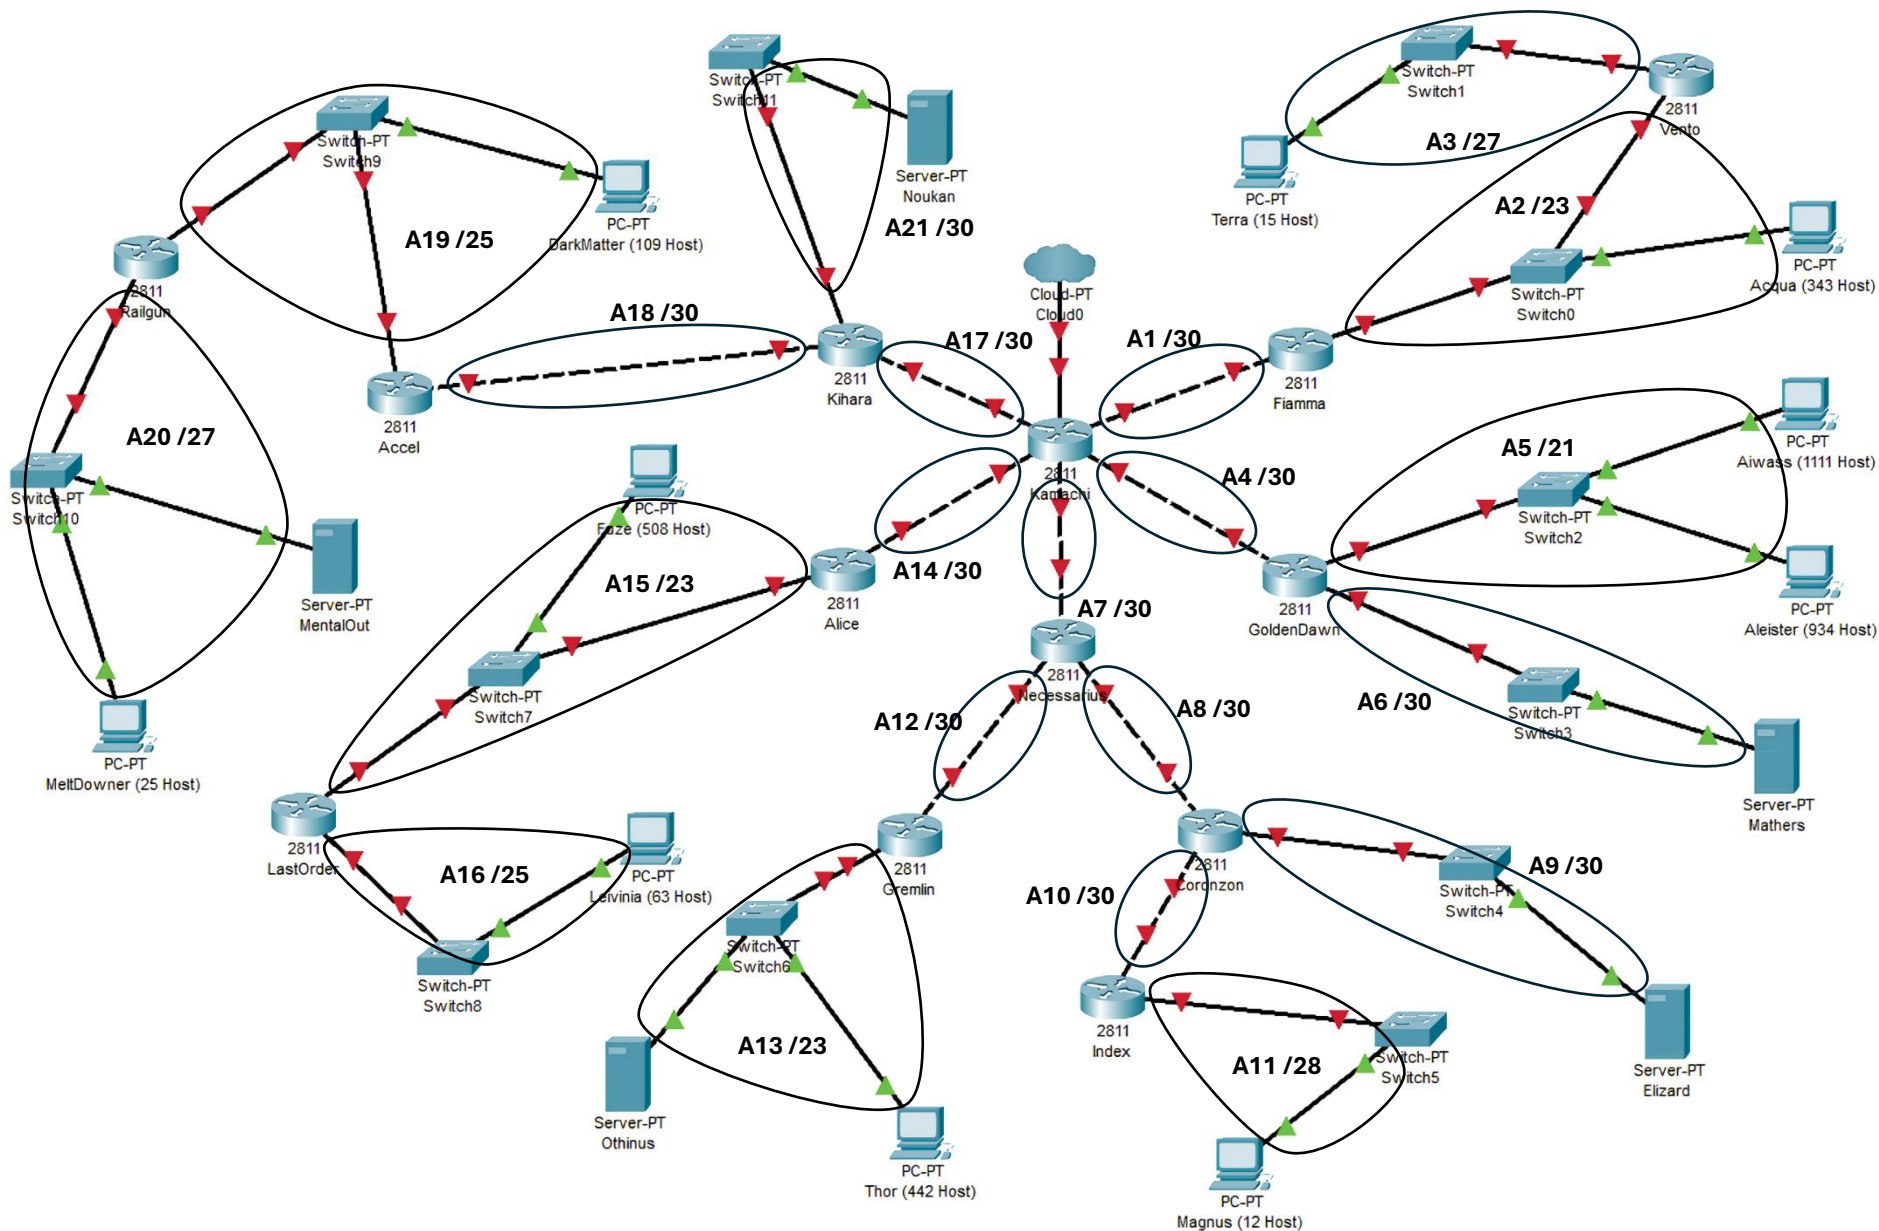 Switch-PT
Switch11
Server-PT
Noukan
A21 /30
Switch-PT
Switch1
2811
Vento
A3 /27
PC-PT
Terra (15 Host)
A2 /23
PC-PT
Acqua (343 Host)
Switch-PT
Switch0
Switch-PT
Switch9
PC-PT
DarkMatter (109 Host)
A19 /25
2811
Railgun
Cloud-PT
Cloud0
A18 /30
A17 /30
A1 /30
2811
Kihara
2811
Fiamma
2811
Accel
A20 /27
Switch-PT
Switch10
Server-PT
MentalOut
PC-PT
MeltDowner (25 Host)
2811
Kamachi
A4 /30
A5 /21
PC-PT
Aiwass (1111 Host)
Switch-PT
Switch2
PC-PT
Aleister (934 Host)
2811
GoldenDawn
PC-PT
Fuze (508 Host)
A15 /23
A14 /30
2811
Alice
A7 /30
Switch-PT
Switch7
2811
Necessarius
A12 /30
A8 /30
A6 /30
Switch-PT
Switch3
Server-PT
Mathers
2811
LastOrder
A16 /25
PC-PT
Leivinia (63 Host)
Switch-PT
Switch8
2811
Gremlin
2811
Coronzon
A9 /30
Switch-PT
Switch4
A10 /30
Switch-PT
Switch6
A13 /23
Server-PT
Othinus
PC-PT
Thor (442 Host)
2811
Index
A11 /28
Switch-PT
Switch5
Server-PT
Elizard
PC-PT
Magnus (12 Host)